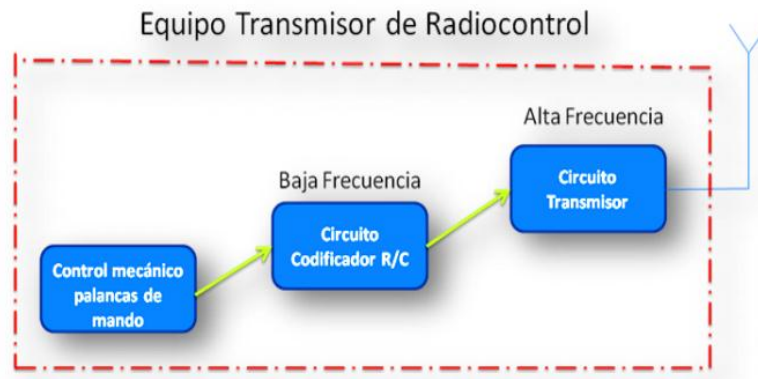 Equipo Transmisor de Radiocontrol
Alta Frecuencia
Circuito
Transmisor
Baja Frecuencia
Circuito
Codificador R/C
Control mecánico
palancas de
mando